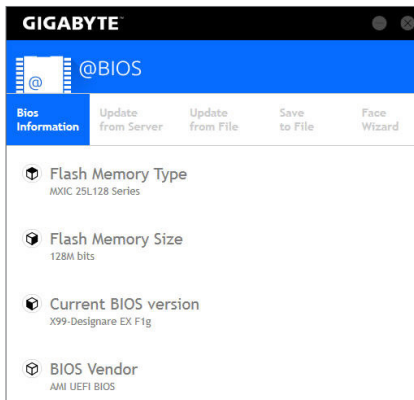 GIGABYTE™
@
@BIOS
Bios Information
Update from Server
Update from File
Save to File
Face Wizard
Flash Memory Type
MXIC 25L128 Series
Flash Memory Size
128M bits
Current BIOS version
X99-Designare EX F1g
BIOS Vendor
AMI UEFI BIOS